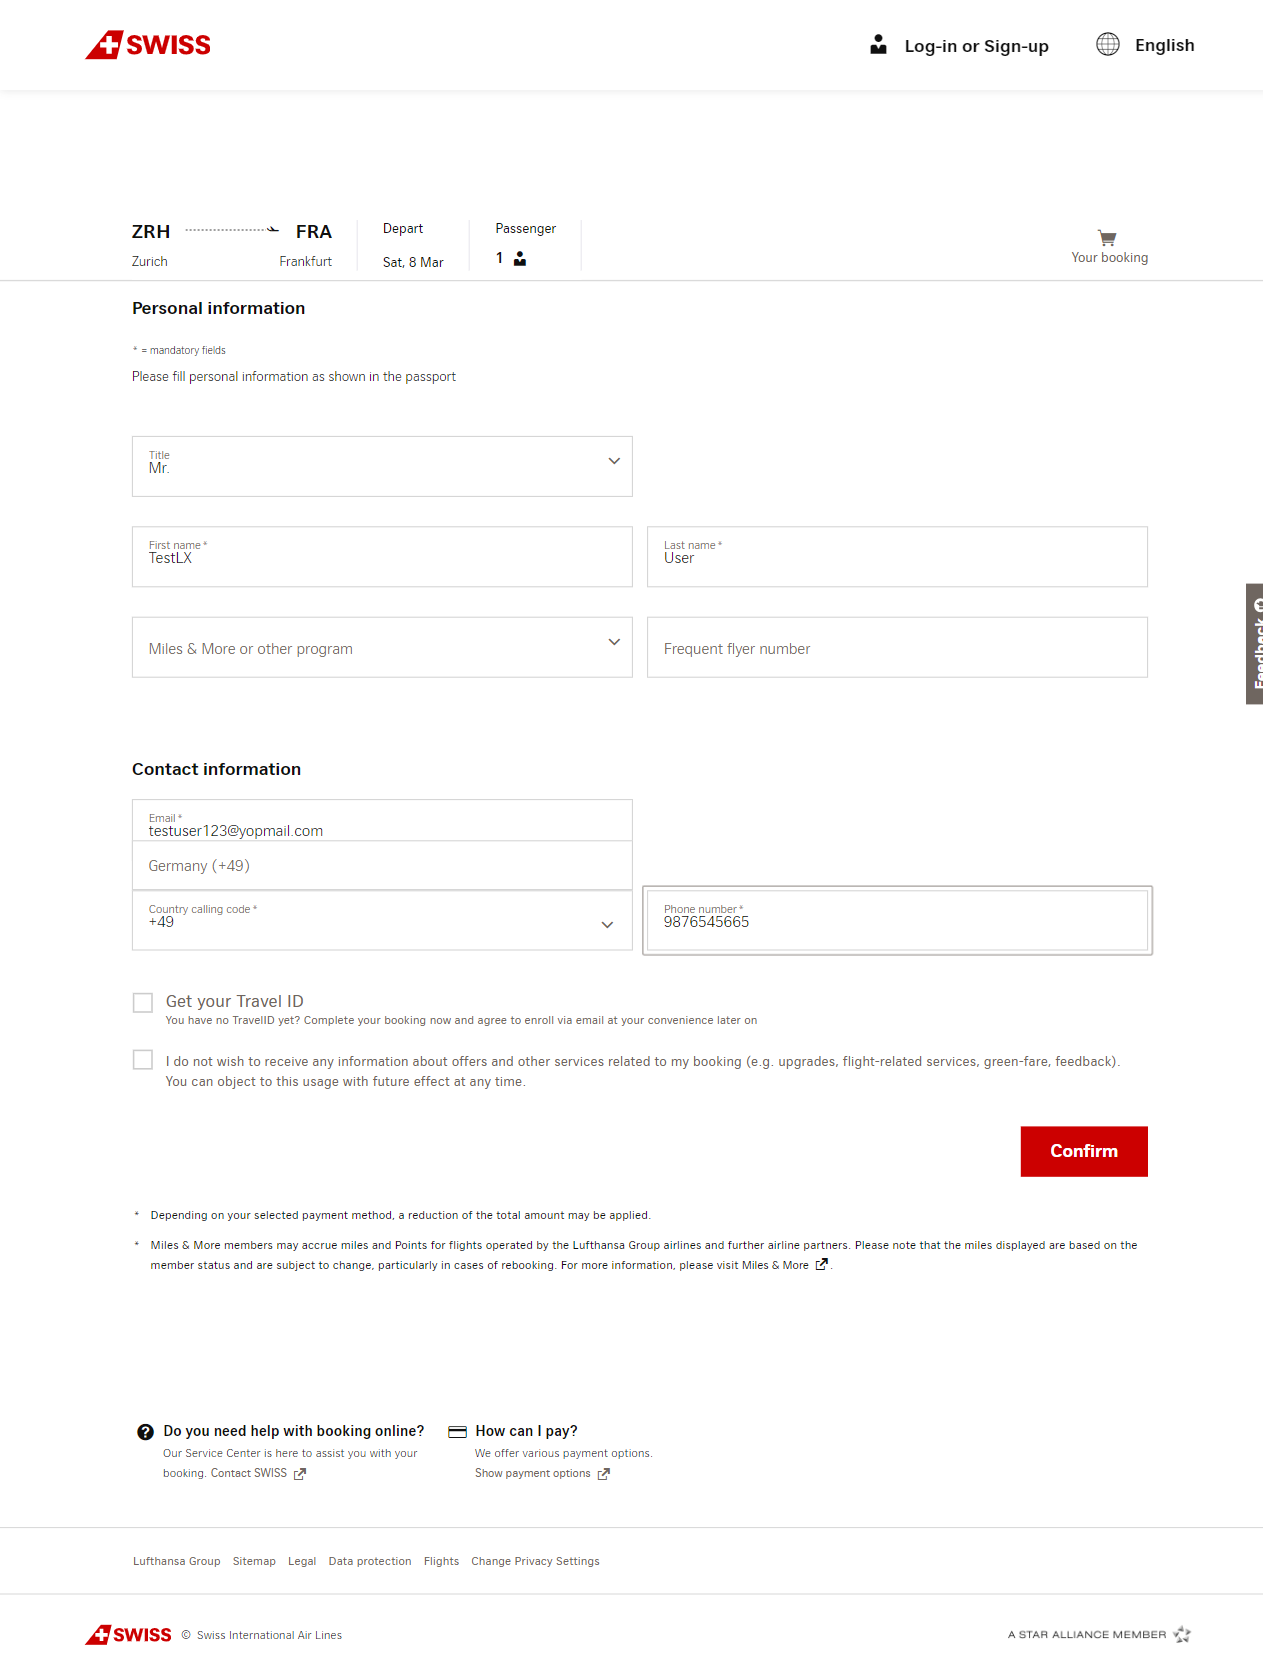 SWISS
Log-in or Sign-up
English
ZRH
FRA
Depart
Passenger
Zurich
Frankfurt
Sat, 8 Mar
1
Your booking
Personal information
* = mandatory fields
Please fill personal information as shown in the passport
Title
Mr.
First name *
TestLX
Last name *
User
Miles & More or other program
Frequent flyer number
Feedback
Contact information
Email *
testuser123@yopmail.com
Germany (+49)
Country calling code *
+49
Phone number *
9876545665
Get your Travel ID
You have no TravelID yet? Complete your booking now and agree to enroll via email at your convenience later on
I do not wish to receive any information about offers and other services related to my booking (e.g. upgrades, flight-related services, green-fare, feedback).
You can object to this usage with future effect at any time.
Confirm
* Depending on your selected payment method, a reduction of the total amount may be applied.
* Miles & More members may accrue miles and Points for flights operated by the Lufthansa Group airlines and further airline partners. Please note that the miles displayed are based on the
member status and are subject to change, particularly in cases of rebooking. For more information, please visit Miles & More .
Do you need help with booking online?
Our Service Center is here to assist you with your
booking. Contact SWISS
How can I pay?
We offer various payment options.
Show payment options
Lufthansa Group Sitemap Legal Data protection Flights Change Privacy Settings
SWISS © Swiss International Air Lines
A STAR ALLIANCE MEMBER